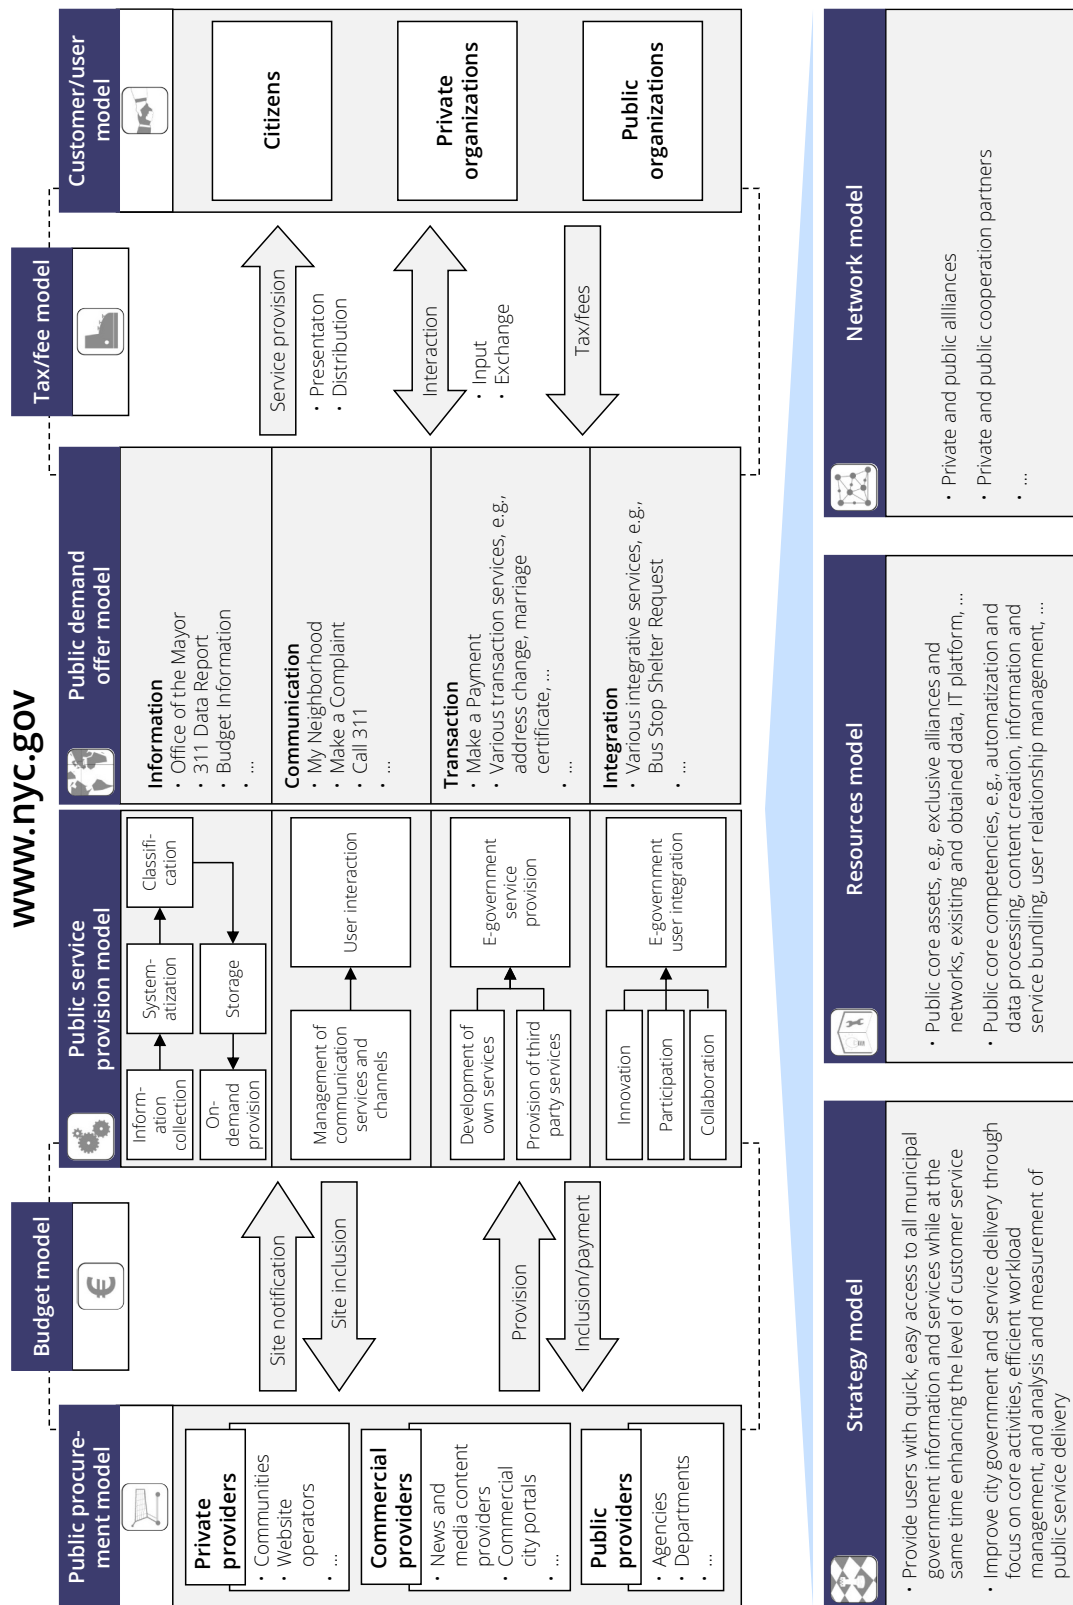 www.nyc.gov
Budget model
€
Tax/fee model
Public procure-
ment model
Private
providers
• Communities
• Website
operators
• ...
Commercial
providers
• News and
media content
providers
• Commercial
city portals
• ...
Public
providers
• Agencies
• Departments
• ...
Site notification
Site inclusion
Provision
Inclusion/payment
Public service
provision model
Inform-
ation
collection
System-
atization
Classifi-
cation
On-
demand
provision
Storage
Management of
communication
services and
channels
User interaction
Development of
own services
Provision of third
party services
E-government
service
provision
Innovation
Participation
Collaboration
E-government
user integration
Public demand
offer model
Information
• Office of the Mayor
• 311 Data Report
• Budget Information
• ...
Communication
• My Neighborhood
• Make a Complaint
• Call 311
• ...
Transaction
• Make a Payment
• Various transaction services, e.g.,
address change, marriage
certificate, ...
• ...
Integration
• Various integrative services, e.g.,
Bus Stop Shelter Request
• ...
Service provision
• Presentaton
• Distribution
Interaction
• Input
• Exchange
Tax/fees
Customer/user
model
Citizens
Private
organizations
Public
organizations
Strategy model
• Provide users with quick, easy access to all municipal
government information and services while at the
same time enhancing the level of customer service
• Improve city government and service delivery through
focus on core activities, efficient workload
management, and analysis and measurement of
public service delivery
Resources model
• Public core assets, e.g., exclusive alliances and
networks, exisiting and obtained data, IT platform, ...
• Public core competencies, e.g., automatization and
data processing, content creation, information and
service bundling, user relationship management, ...
Network model
• Private and public allliances
• Private and public cooperation partners
• ...